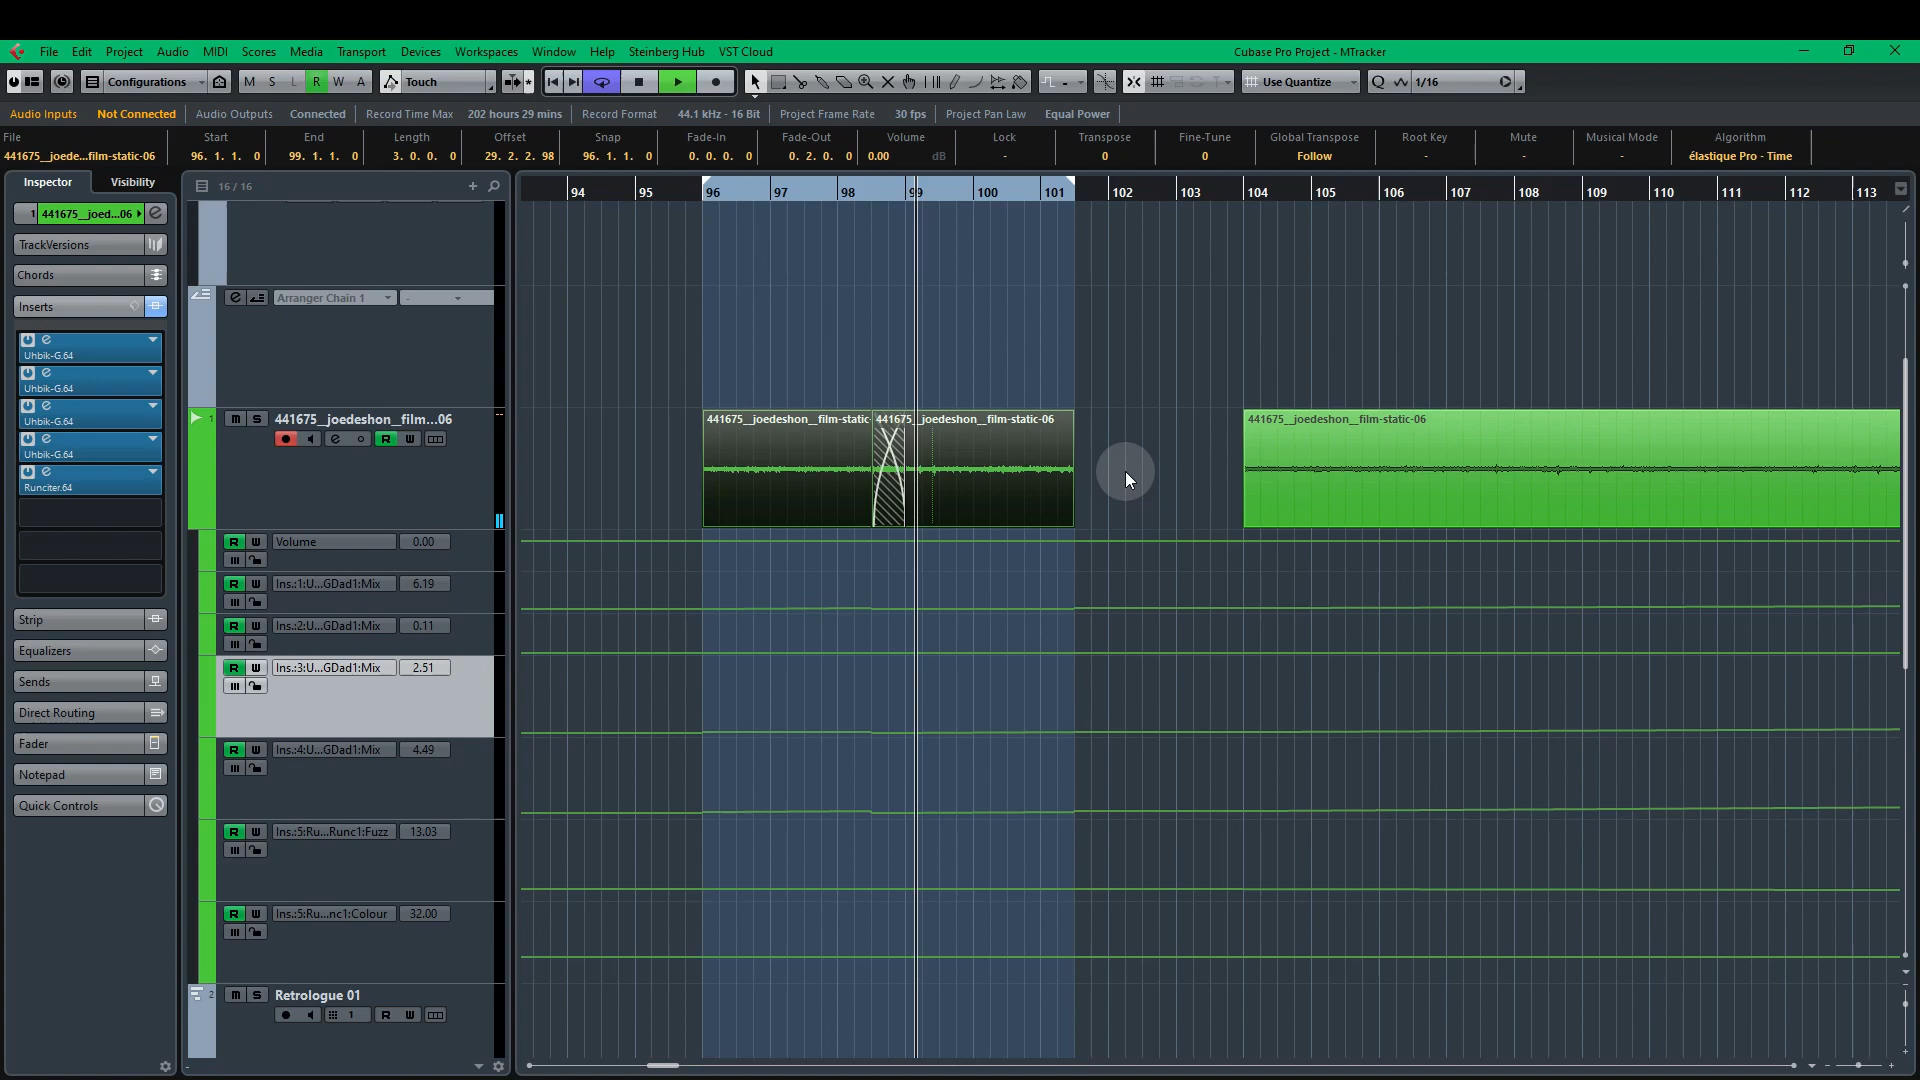 File Edit Project Audio MIDI Scores Media Transport Devices Workspaces Window Help Steinberg Hub VST Cloud Cubase Pro Project - MTracker
Configurations M S L R W A Touch Use Quantize Q 1/16
Audio Inputs Not Connected Audio Outputs Connected Record Time Max 202 hours 29 mins Record Format 44.1 kHz - 16 Bit Project Frame Rate 30 fps Project Pan Law Equal Power
File Start End Length Offset Snap Fade-In Fade-Out Volume Lock Transpose Fine-Tune Global Transpose Root Key Mute Musical Mode Algorithm
441675__joede...film-static-06 96. 1. 1. 0 99. 1. 1. 0 3. 0. 0. 0 29. 2. 2. 98 96. 1. 1. 0 0. 0. 0. 0 0. 2. 0. 0 0.00 dB - 0 0 Follow - - - élastique Pro - Time
Inspector Visibility 16 / 16
94 95 96 97 98 99 100 101 102 103 104 105 106 107 108 109 110 111 112 113
1 441675__joed...06
TrackVersions
Chords
Inserts
Arranger Chain 1 -
Uhbik-G.64
Uhbik-G.64
Uhbik-G.64
Uhbik-G.64
Runciter.64
1 M S 441675__joedeshon__film...06
R W
441675__joedeshon__film-static- 441675__joedeshon__film-static-06 441675__joedeshon__film-static-06
R W Volume 0.00
R W Ins.:1:U...GDad1:Mix 6.19
R W Ins.:2:U...GDad1:Mix 0.11
R W Ins.:3:U...GDad1:Mix 2.51
R W Ins.:4:U...GDad1:Mix 4.49
R W Ins.:5:Ru...Runc1:Fuzz 13.03
R W Ins.:5:Ru...nc1:Colour 32.00
Strip
Equalizers
Sends
Direct Routing
Fader
Notepad
Quick Controls
2 M S Retrologue 01
1 R W